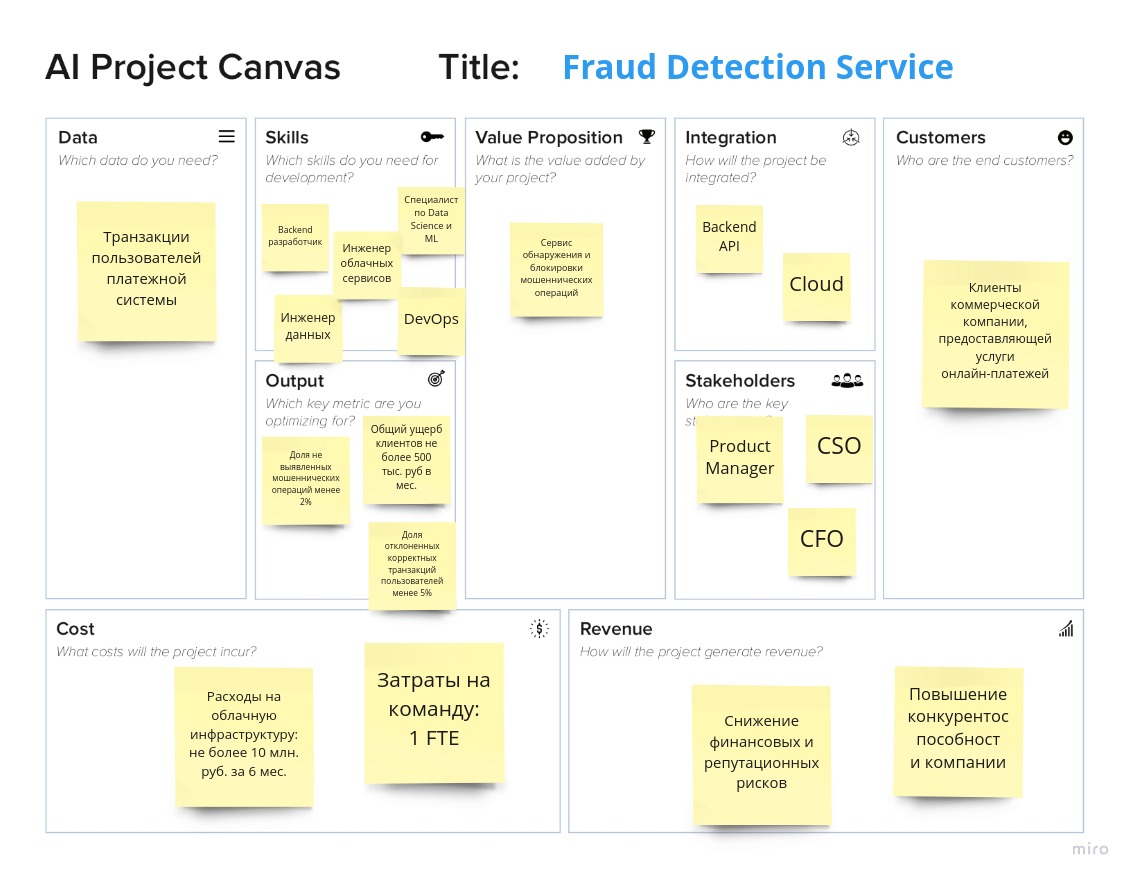 AI Project Canvas
Title:
Fraud Detection Service
Data
Which data do you need?
Транзакции
пользователей
платежной
системы
Skills
Which skills do you need for
development?
Backend
разработчик
Специалист
по Data
Science и
ML
Инженер
облачных
сервисов
Инженер
данных
DevOps
Output
Which key metric are you
optimizing for?
Доля не
выявленных
мошеннических
операций менее
2%
Общий ущерб
клиентов не
более 500
тыс. руб в
мес.
Доля
отклоненных
корректных
транзакций
пользователей
менее 5%
Value Proposition
What is the value added by
your project?
Сервис
обнаружения и
блокировки
мошеннических
операций
Integration
How will the project be
integrated?
Backend
API
Cloud
Stakeholders
Who are the key
Product
Manager
CSO
CFO
Customers
Who are the end customers?
Клиенты
коммерческой
компании,
предоставляющей
услуги
онлайн-платежей
Cost
What costs will the project incur?
Расходы на
облачную
инфраструктуру:
не более 10 млн.
руб. за 6 мес.
Затраты на
команду:
1 FTE
Revenue
How will the project generate revenue?
Снижение
финансовых и
репутационных
рисков
Повышение
конкурентос
пособност
и компании
miro